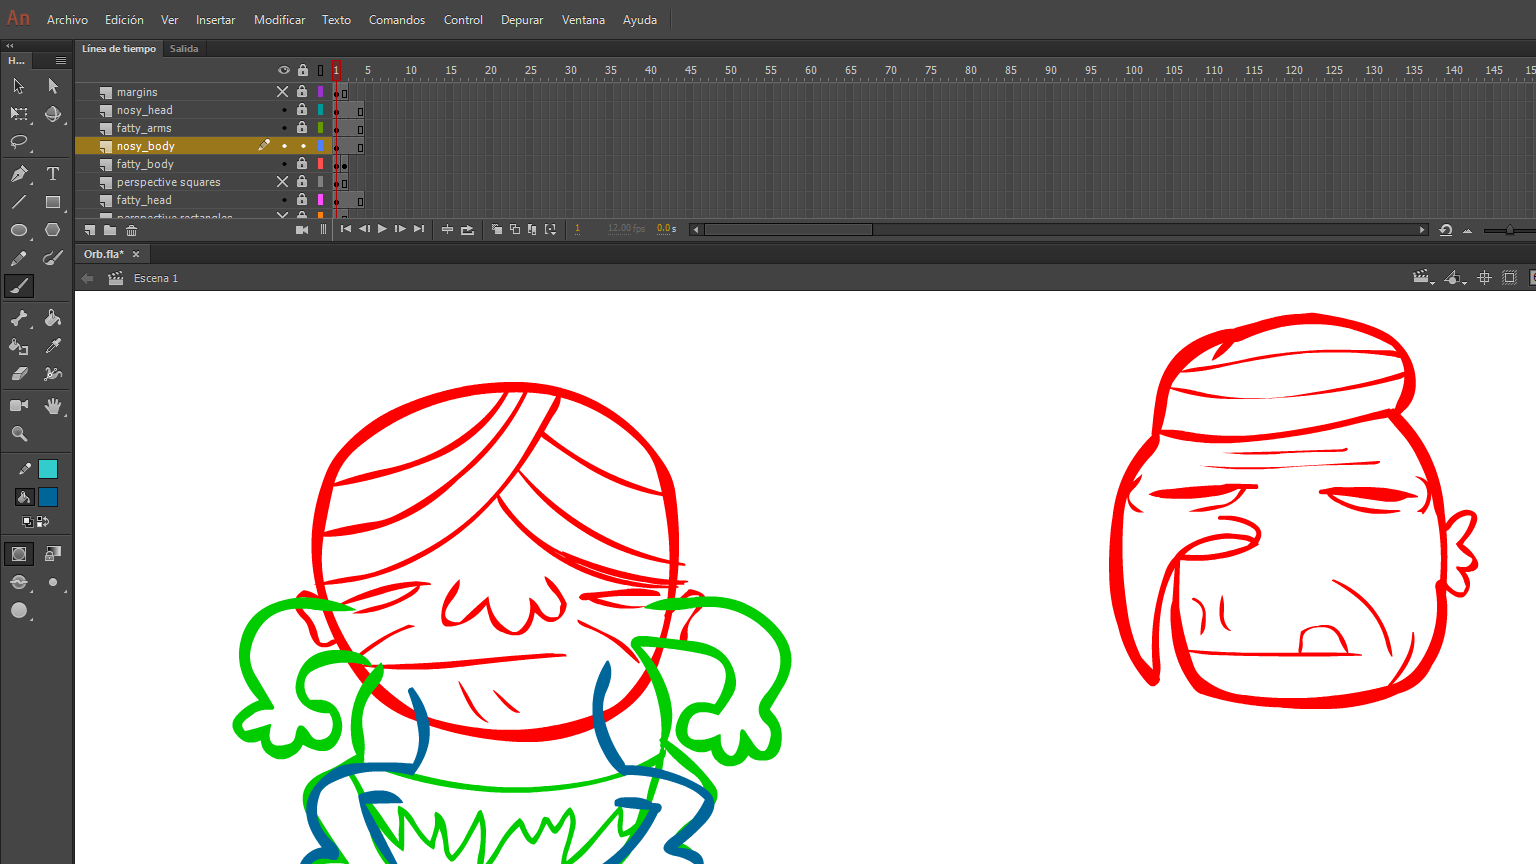 An Archivo Edición Ver Insertar Modificar Texto Comandos Control Depurar Ventana Ayuda
H... Línea de tiempo Salida
1 5 10 15 20 25 30 35 40 45 50 55 60 65 70 75 80 85 90 95 100 105 110 115 120 125 130 135 140 145
margins
nosy_head
fatty_arms
nosy_body
fatty_body
perspective squares
fatty_head
perspective rectangles
1 12.00 fps 0.0 s
Orb.fla*
Escena 1